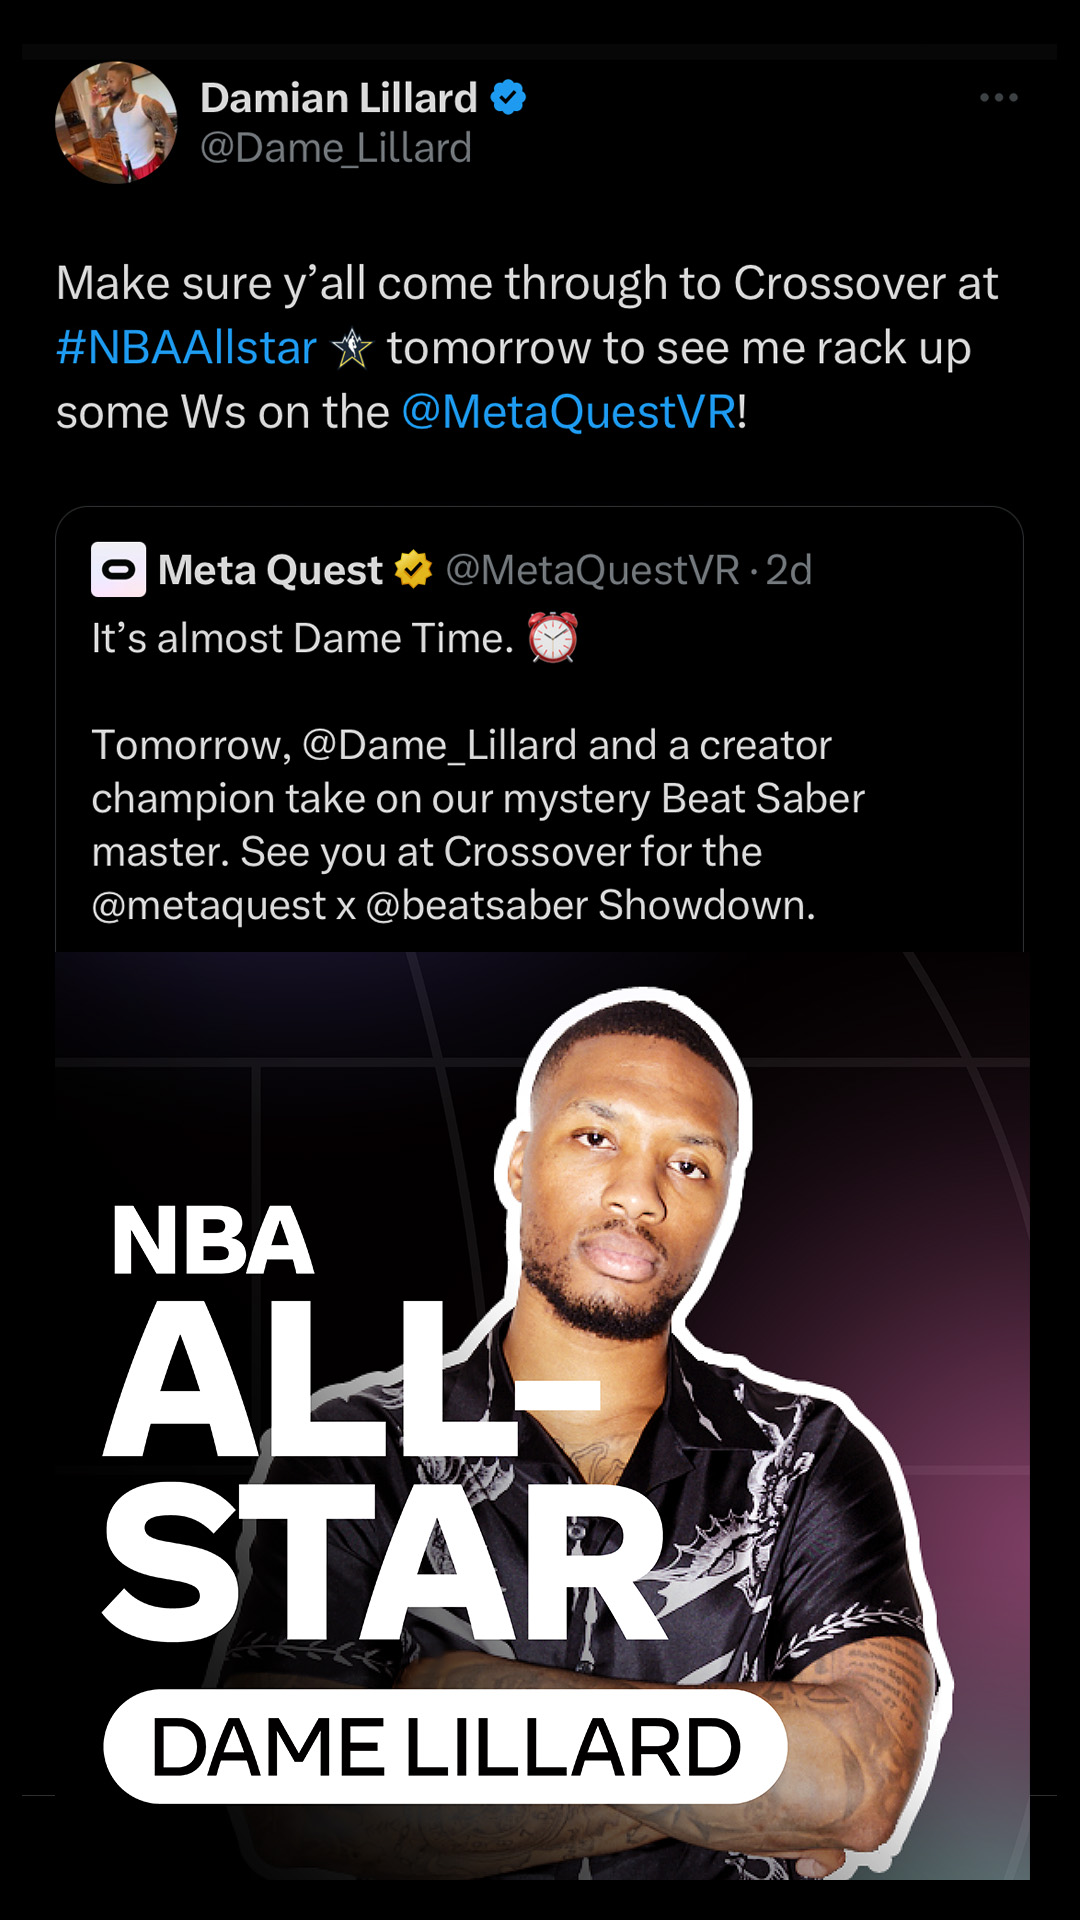 Damian Lillard
@Dame_Lillard
Make sure y’all come through to Crossover at
#NBAAllstar tomorrow to see me rack up
some Ws on the @MetaQuestVR!
Meta Quest @MetaQuestVR · 2d
It’s almost Dame Time. ⏰
Tomorrow, @Dame_Lillard and a creator
champion take on our mystery Beat Saber
master. See you at Crossover for the
@metaquest x @beatsaber Showdown.
NBA
ALL-
STAR
DAME LILLARD